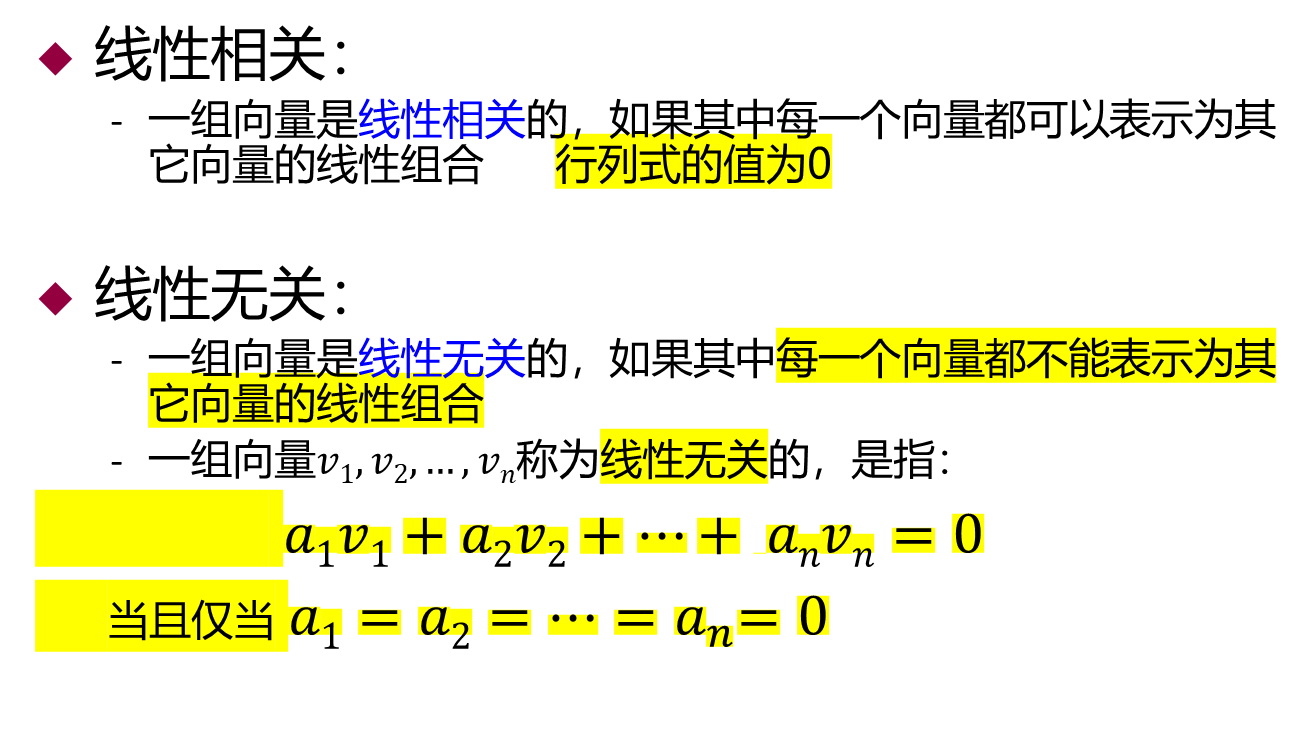 ◆ 线性相关：
- 一组向量是线性相关的，如果其中每一个向量都可以表示为其
它向量的线性组合 行列式的值为0
◆ 线性无关：
- 一组向量是线性无关的，如果其中每一个向量都不能表示为其
它向量的线性组合
- 一组向量v₁, v₂, … , vₙ称为线性无关的，是指：
a₁v₁ + a₂v₂ + ⋯ + aₙvₙ = 0
当且仅当 a₁ = a₂ = ⋯ = aₙ = 0